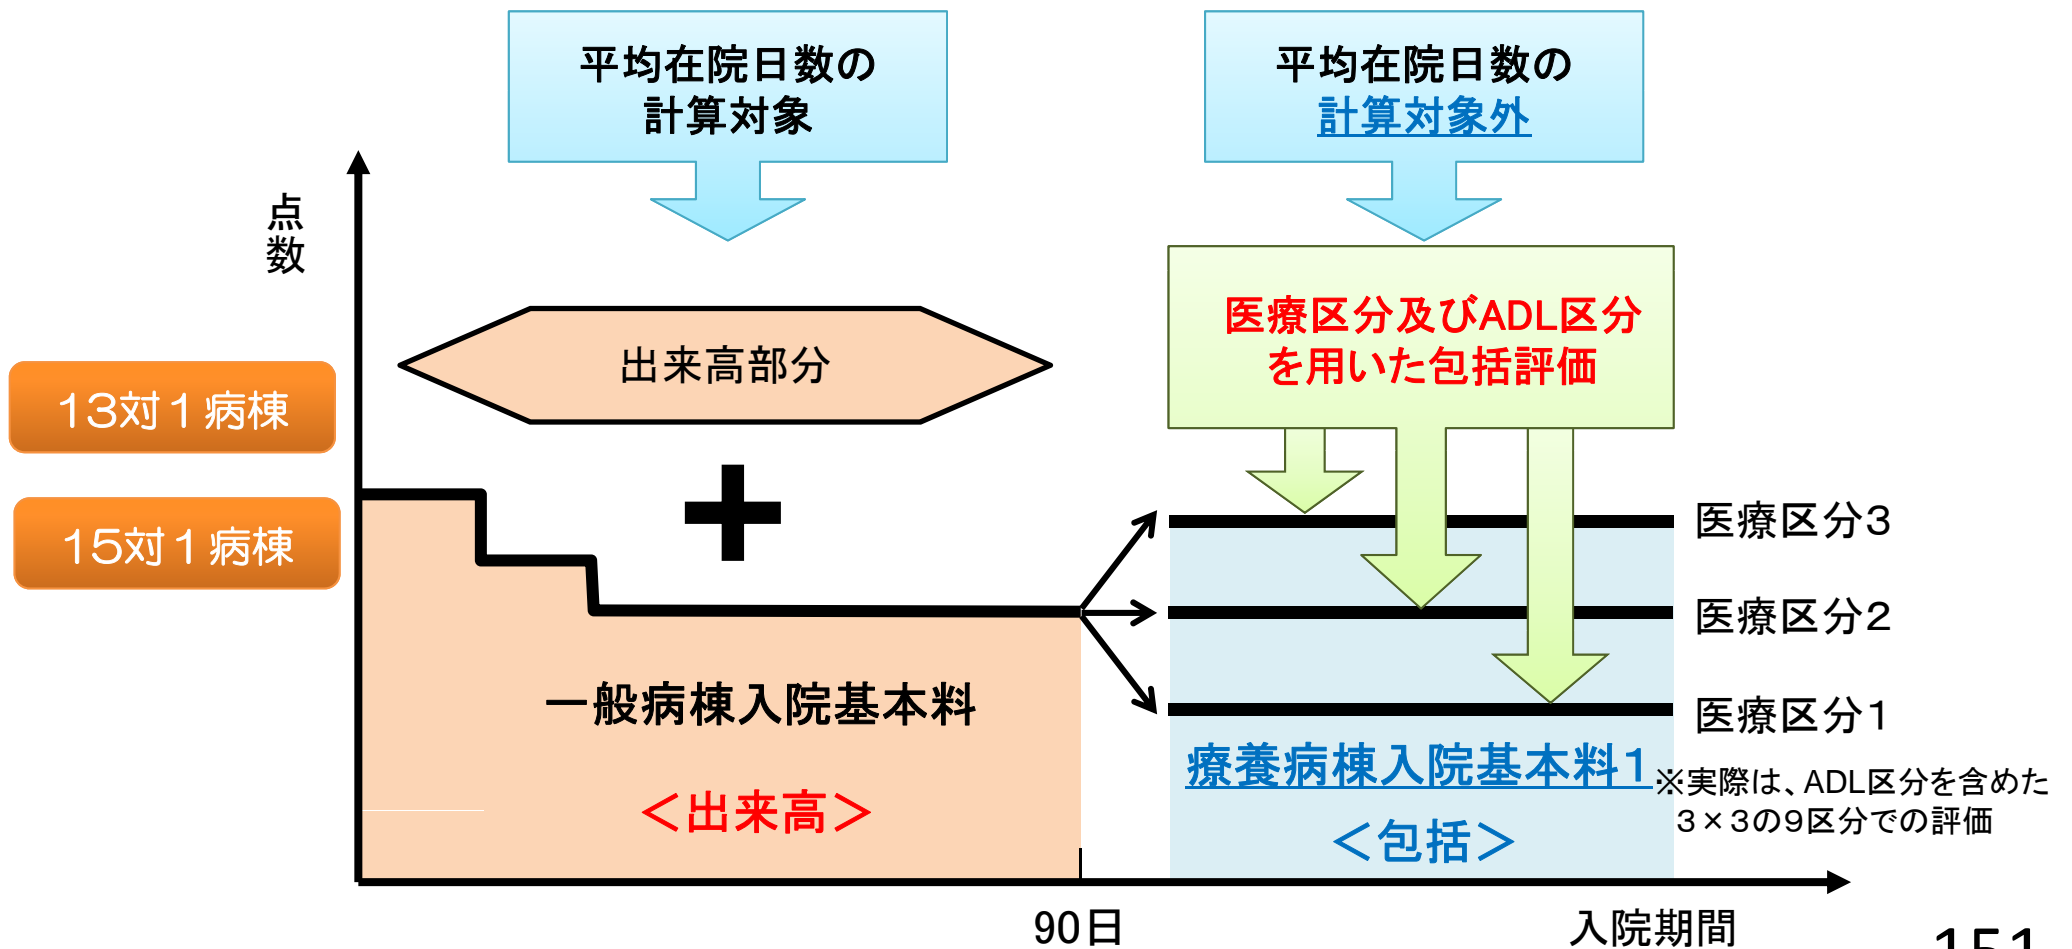 平均在院日数の
計算対象
平均在院日数の
計算対象外
点
数
医療区分及びADL区分
を用いた包括評価
出来高部分
13対1病棟
15対1病棟
医療区分3
医療区分2
医療区分1
一般病棟入院基本料
＜出来高＞
療養病棟入院基本料1
＜包括＞
※実際は、ADL区分を含めた
3×3の9区分での評価
90日
入院期間
151